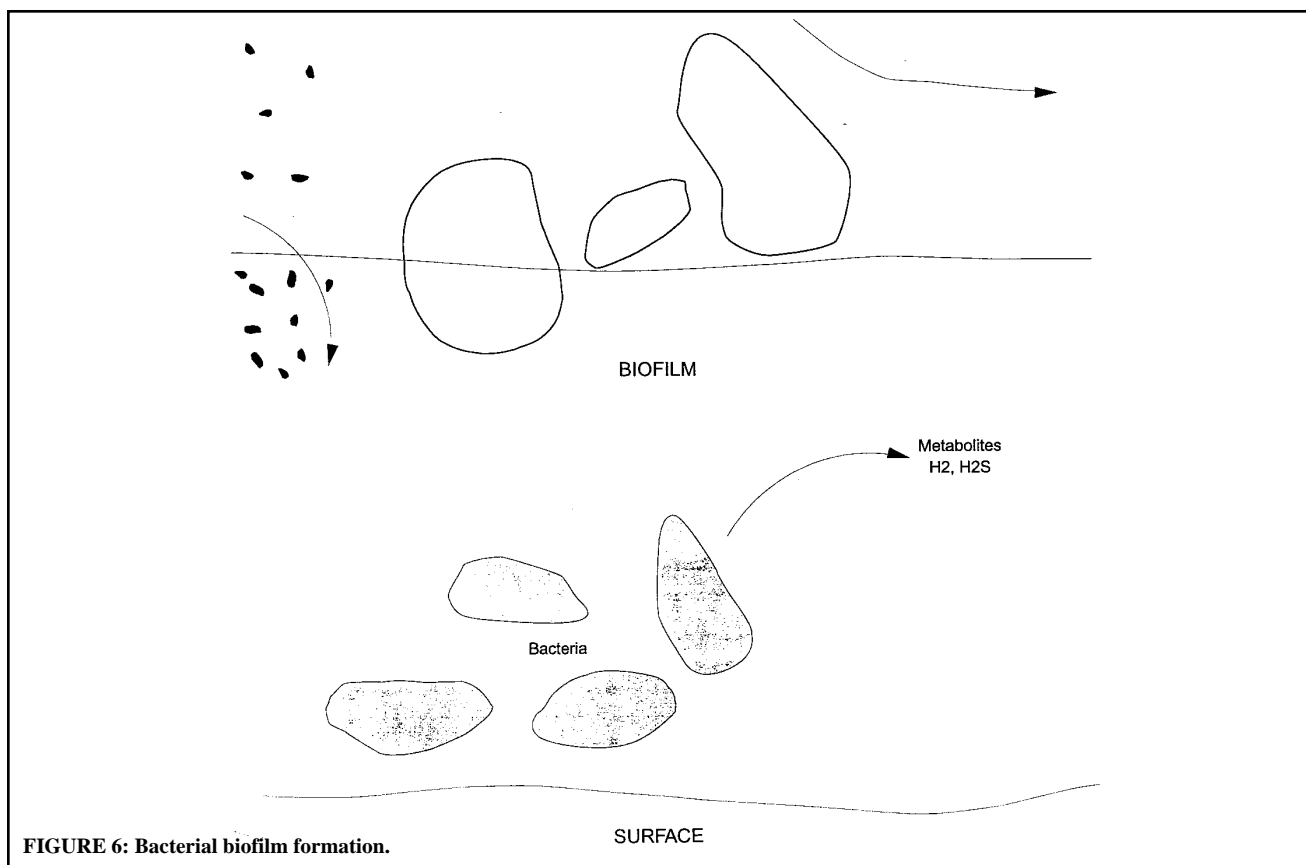 BIOFILM
Metabolites
H2, H2S
Bacteria
SURFACE
FIGURE 6: Bacterial biofilm formation.